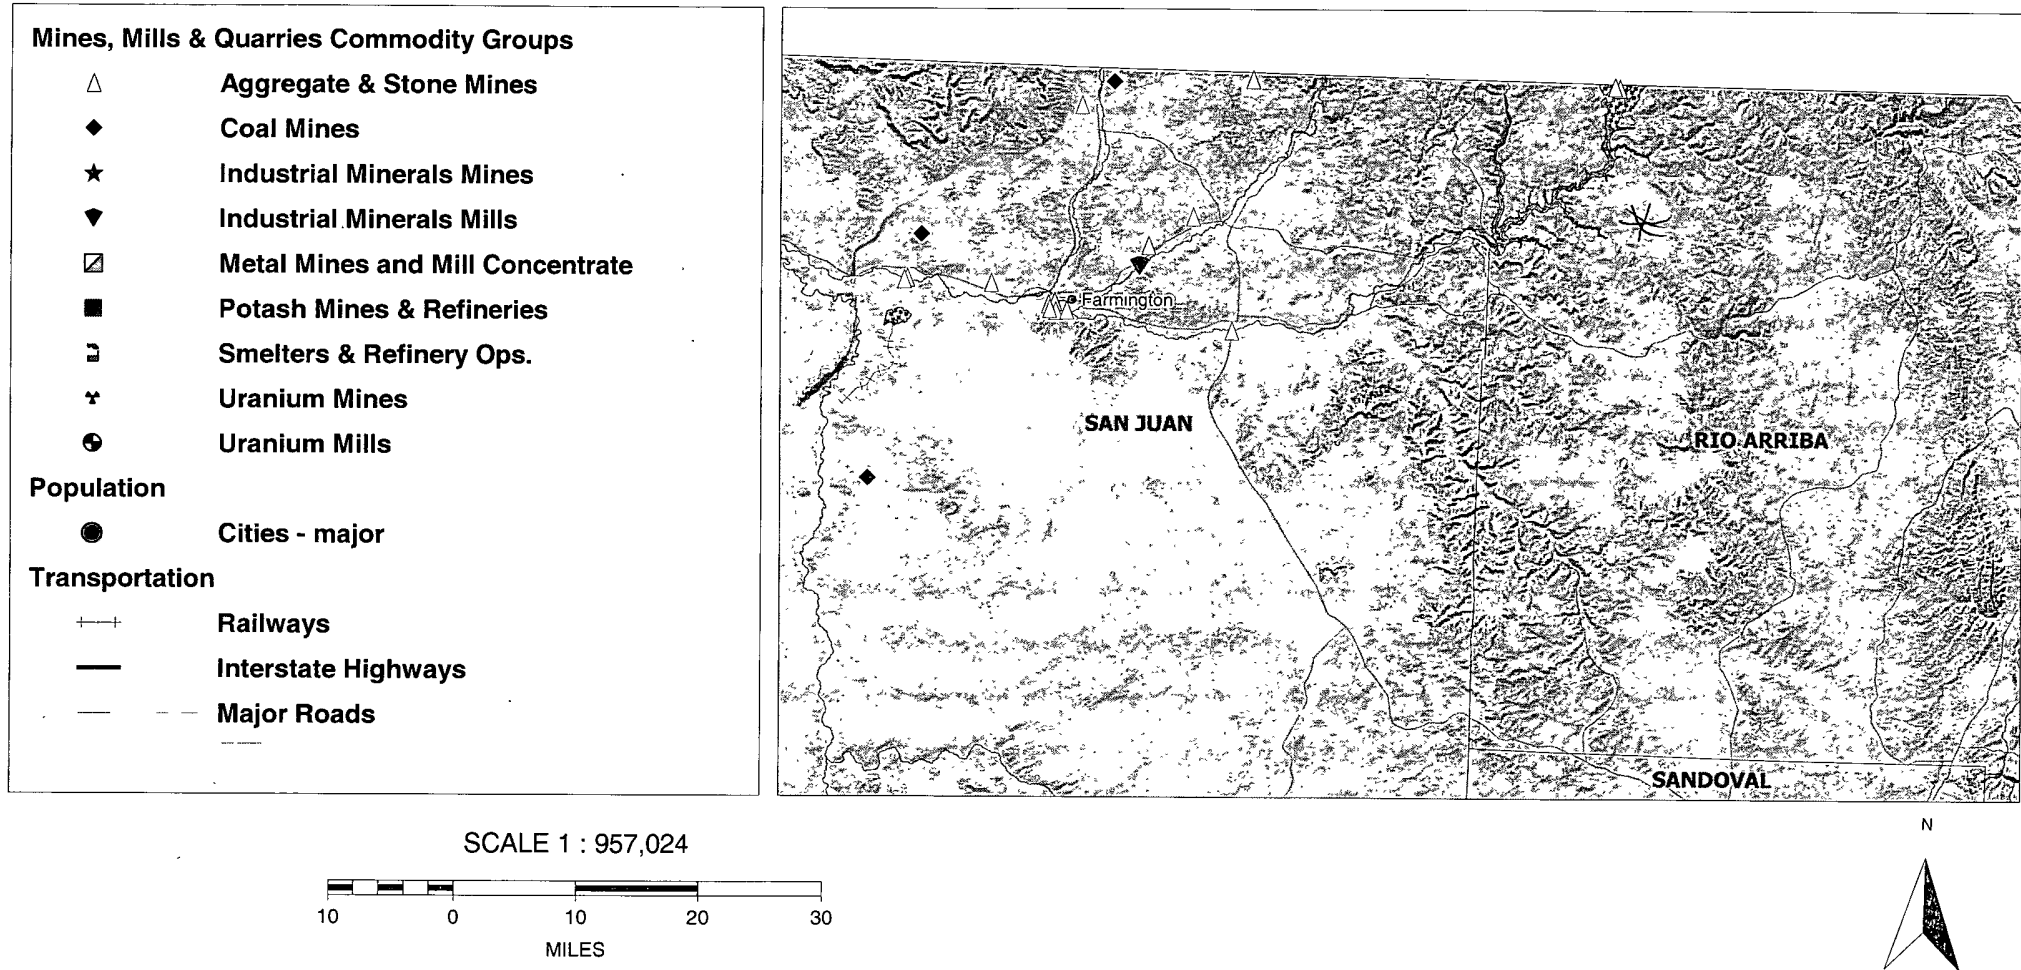 Mines, Mills & Quarries Commodity Groups
Aggregate & Stone Mines
Coal Mines
Industrial Minerals Mines
Industrial Minerals Mills
Metal Mines and Mill Concentrate
Potash Mines & Refineries
Smelters & Refinery Ops.
Uranium Mines
Uranium Mills
Population
Cities - major
Transportation
Railways
Interstate Highways
Major Roads
Farmington
SAN JUAN
RIO ARRIBA
SANDOVAL
SCALE 1 : 957,024
10 0 10 20 30
MILES
N